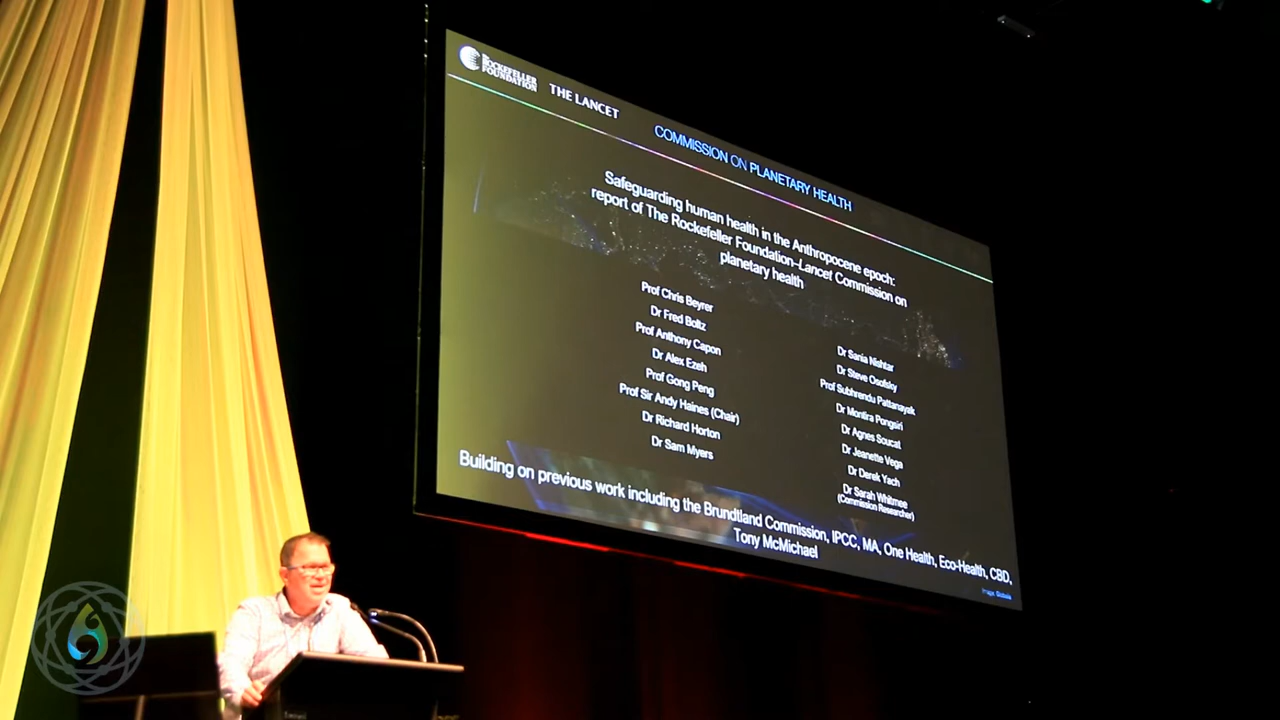 THE
ROCKEFELLER
FOUNDATION
THE LANCET
COMMISSION ON PLANETARY HEALTH
Safeguarding human health in the Anthropocene epoch:
report of The Rockefeller Foundation–Lancet Commission on
planetary health
Prof Chris Beyrer
Dr Fred Boltz
Prof Anthony Capon
Dr Alex Ezeh
Prof Gong Peng
Prof Sir Andy Haines (Chair)
Dr Richard Horton
Dr Sam Myers
Dr Sania Nishtar
Dr Steve Osofsky
Prof Subhrendu Pattanayak
Dr Montira Pongsiri
Dr Agnes Soucat
Dr Jeanette Vega
Dr Derek Yach
Dr Sarah Whitmee
(Commission Researcher)
Building on previous work including the Brundtland Commission, IPCC, MA, One Health, Eco-Health, CBD,
Tony McMichael
Image: Globaïa